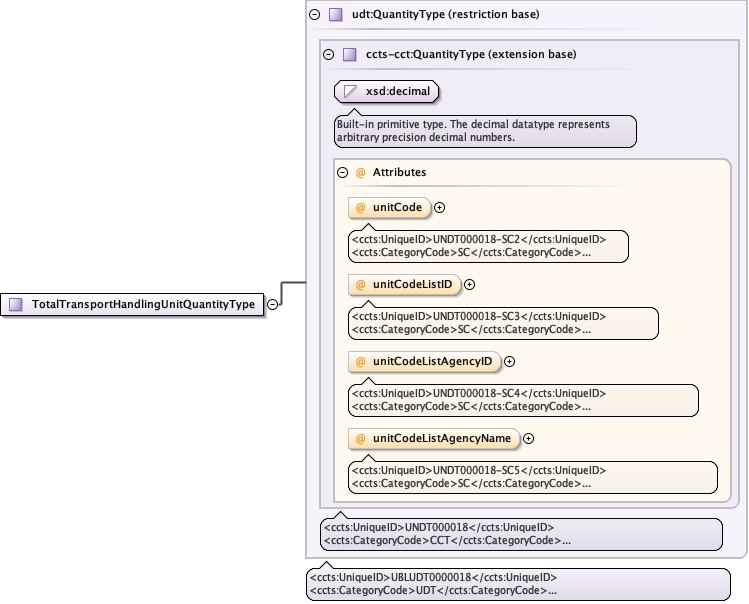 udt:QuantityType (restriction base)
ccts-cct:QuantityType (extension base)
xsd:decimal
Built-in primitive type. The decimal datatype represents
arbitrary precision decimal numbers.
@ Attributes
@ unitCode
<ccts:UniqueID>UNDT000018-SC2</ccts:UniqueID>
<ccts:CategoryCode>SC</ccts:CategoryCode>...
@ unitCodeListID
<ccts:UniqueID>UNDT000018-SC3</ccts:UniqueID>
<ccts:CategoryCode>SC</ccts:CategoryCode>...
TotalTransportHandlingUnitQuantityType
@ unitCodeListAgencyID
<ccts:UniqueID>UNDT000018-SC4</ccts:UniqueID>
<ccts:CategoryCode>SC</ccts:CategoryCode>...
@ unitCodeListAgencyName
<ccts:UniqueID>UNDT000018-SC5</ccts:UniqueID>
<ccts:CategoryCode>SC</ccts:CategoryCode>...
<ccts:UniqueID>UNDT000018</ccts:UniqueID>
<ccts:CategoryCode>CCT</ccts:CategoryCode>...
<ccts:UniqueID>UBLUDT0000018</ccts:UniqueID>
<ccts:CategoryCode>UDT</ccts:CategoryCode>...